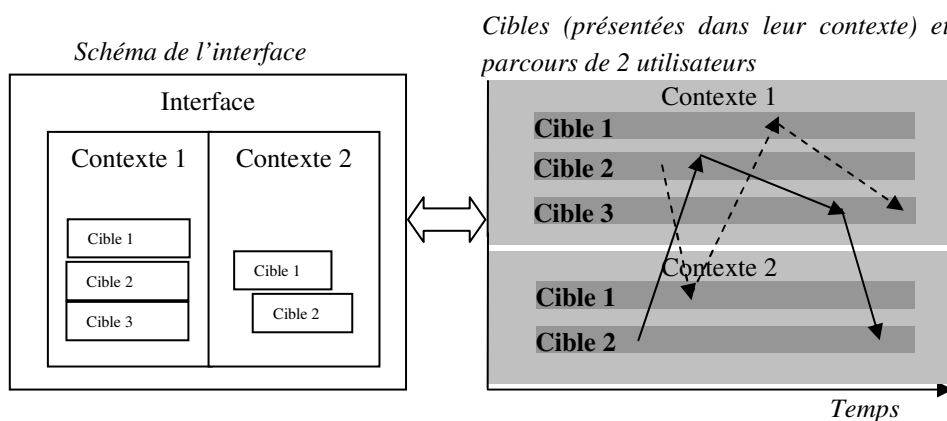 Schéma de l'interface
Interface
Contexte 1
Contexte 2
Cible 1
Cible 2
Cible 3
Cible 1
Cible 2
Cibles (présentées dans leur contexte) et
parcours de 2 utilisateurs
Contexte 1
Cible 1
Cible 2
Cible 3
Contexte 2
Cible 1
Cible 2
Temps